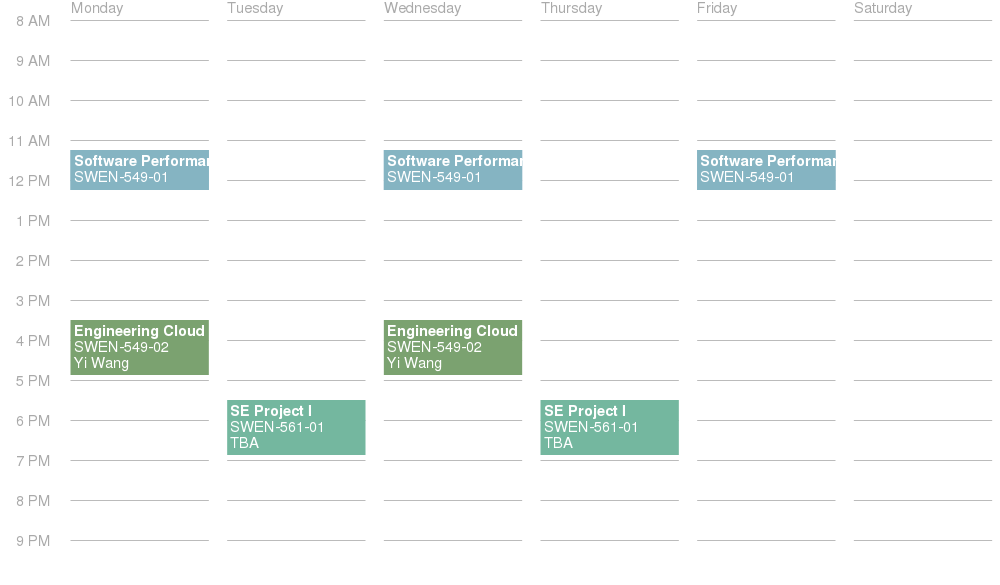 Monday Tuesday Wednesday Thursday Friday Saturday
8 AM
9 AM
10 AM
11 AM
Software Performan Software Performan Software Performan
SWEN-549-01 SWEN-549-01 SWEN-549-01
12 PM
1 PM
2 PM
3 PM
Engineering Cloud Engineering Cloud
4 PM
SWEN-549-02 SWEN-549-02
Yi Wang Yi Wang
5 PM
SE Project I SE Project I
6 PM
SWEN-561-01 SWEN-561-01
TBA TBA
7 PM
8 PM
9 PM